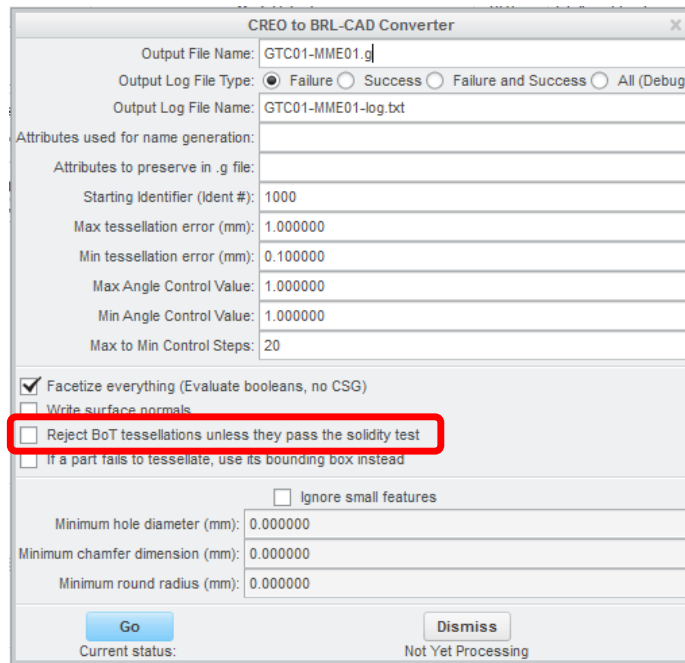 CREO to BRL-CAD Converter
Output File Name: GTC01-MME01.g
Output Log File Type: Failure Success Failure and Success All (Debug
Output Log File Name: GTC01-MME01-log.txt
Attributes used for name generation:
Attributes to preserve in .g file:
Starting Identifier (Ident #): 1000
Max tessellation error (mm): 1.000000
Min tessellation error (mm): 0.100000
Max Angle Control Value: 1.000000
Min Angle Control Value: 1.000000
Max to Min Control Steps: 20
Facetize everything (Evaluate booleans, no CSG)
Write surface normals
Reject BoT tessellations unless they pass the solidity test
If a part fails to tessellate, use its bounding box instead
Ignore small features
Minimum hole diameter (mm): 0.000000
Minimum chamfer dimension (mm): 0.000000
Minimum round radius (mm): 0.000000
Go Dismiss
Current status: Not Yet Processing